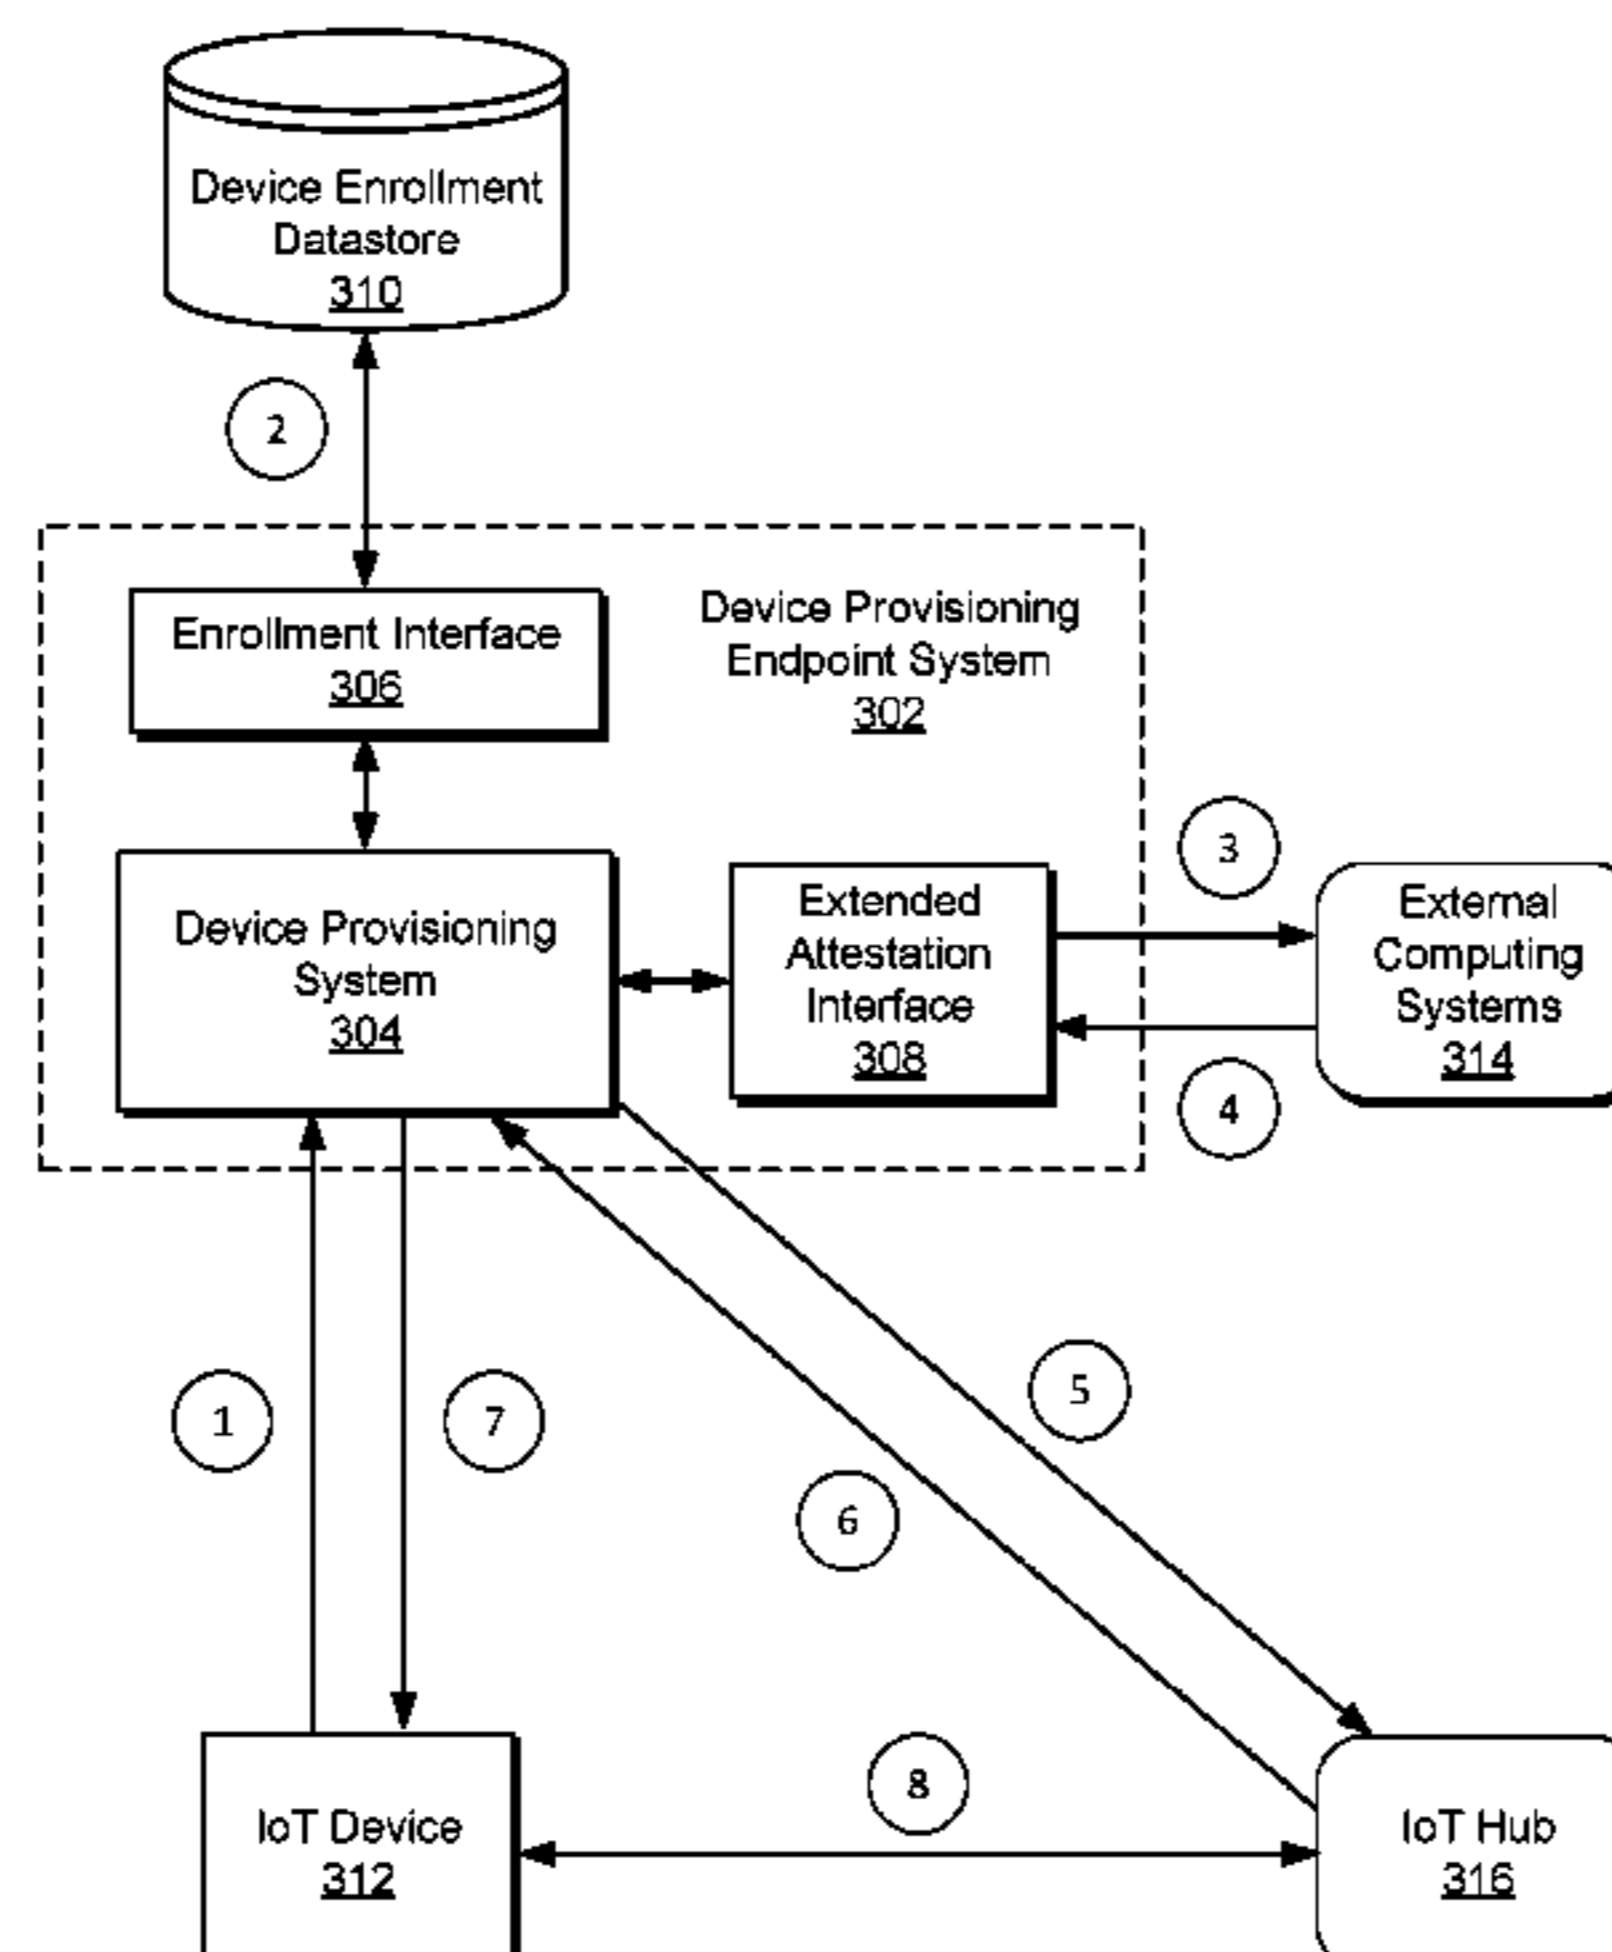 Device Enrollment
Datastore
310
2
Enrollment Interface
306
Device Provisioning
Endpoint System
302
3
Device Provisioning
System
304
Extended
Attestation
Interface
308
External
Computing
Systems
314
4
5
1
7
6
8
IoT Device
312
IoT Hub
316